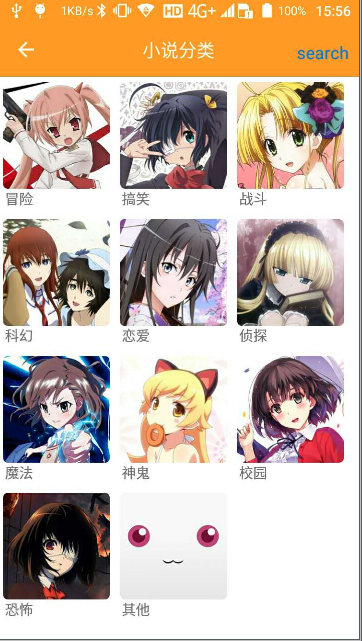 1KB/s HD 4G+ 100% 15:56
小说分类
search
冒险 搞笑 战斗
科幻 恋爱 侦探
魔法 神鬼 校园
恐怖 其他